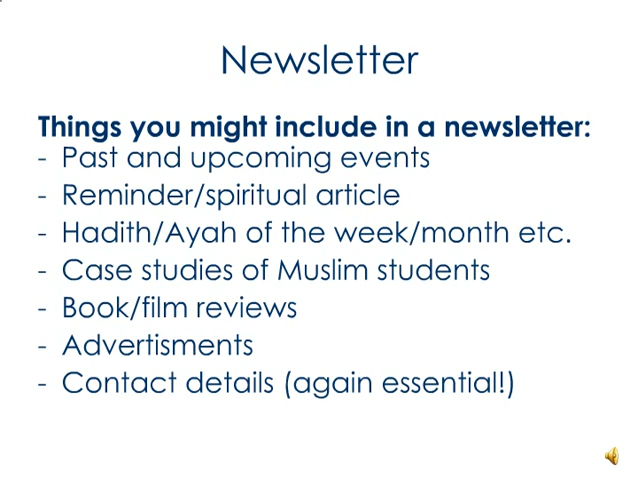 Newsletter
Things you might include in a newsletter:
- Past and upcoming events
- Reminder/spiritual article
- Hadith/Ayah of the week/month etc.
- Case studies of Muslim students
- Book/film reviews
- Advertisments
- Contact details (again essential!)